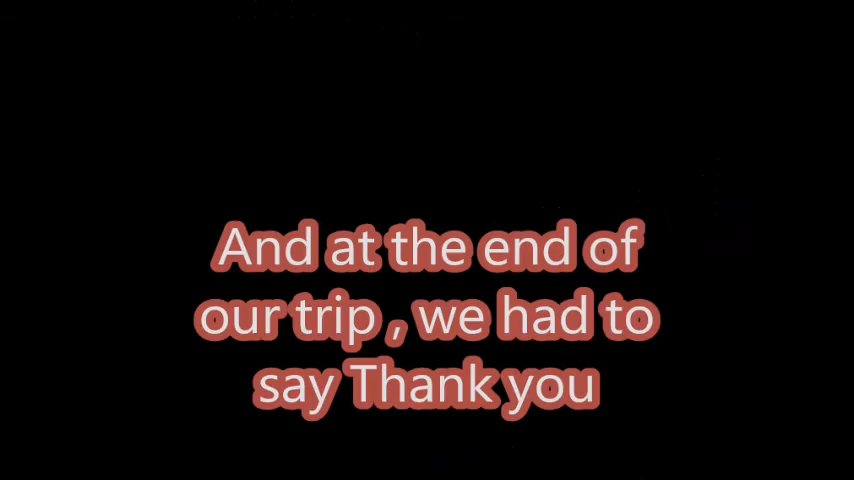 And at the end of
our trip , we had to
say Thank you